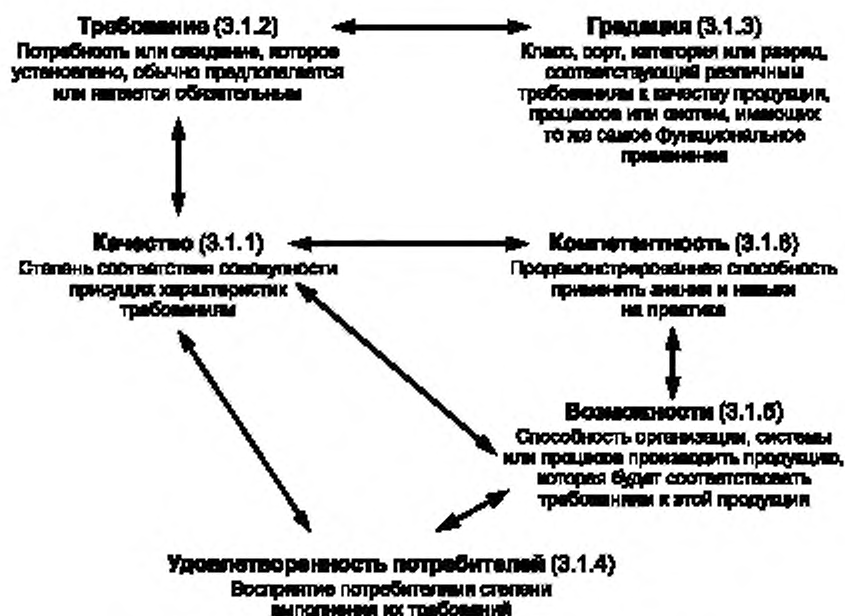 Требование (3.1.2)
Потребность или ожидание, которое
установлено, обычно предполагается
или является обязательным
Градация (3.1.3)
Класс, сорт, категория или разряд,
соответствующий различным
требованиям к качеству продукции,
процессов или систем, имеющих
то же самое функциональное
применение
Качество (3.1.1)
Степень соответствия совокупности
присущих характеристик
требованиям
Компетентность (3.1.6)
Продемонстрированная способность
применять знания и навыки
на практике
Возможности (3.1.5)
Способность организации, системы
или процесса производить продукцию,
которая будет соответствовать
требованиям к этой продукции
Удовлетворенность потребителей (3.1.4)
Восприятие потребителями степени
выполнения их требований